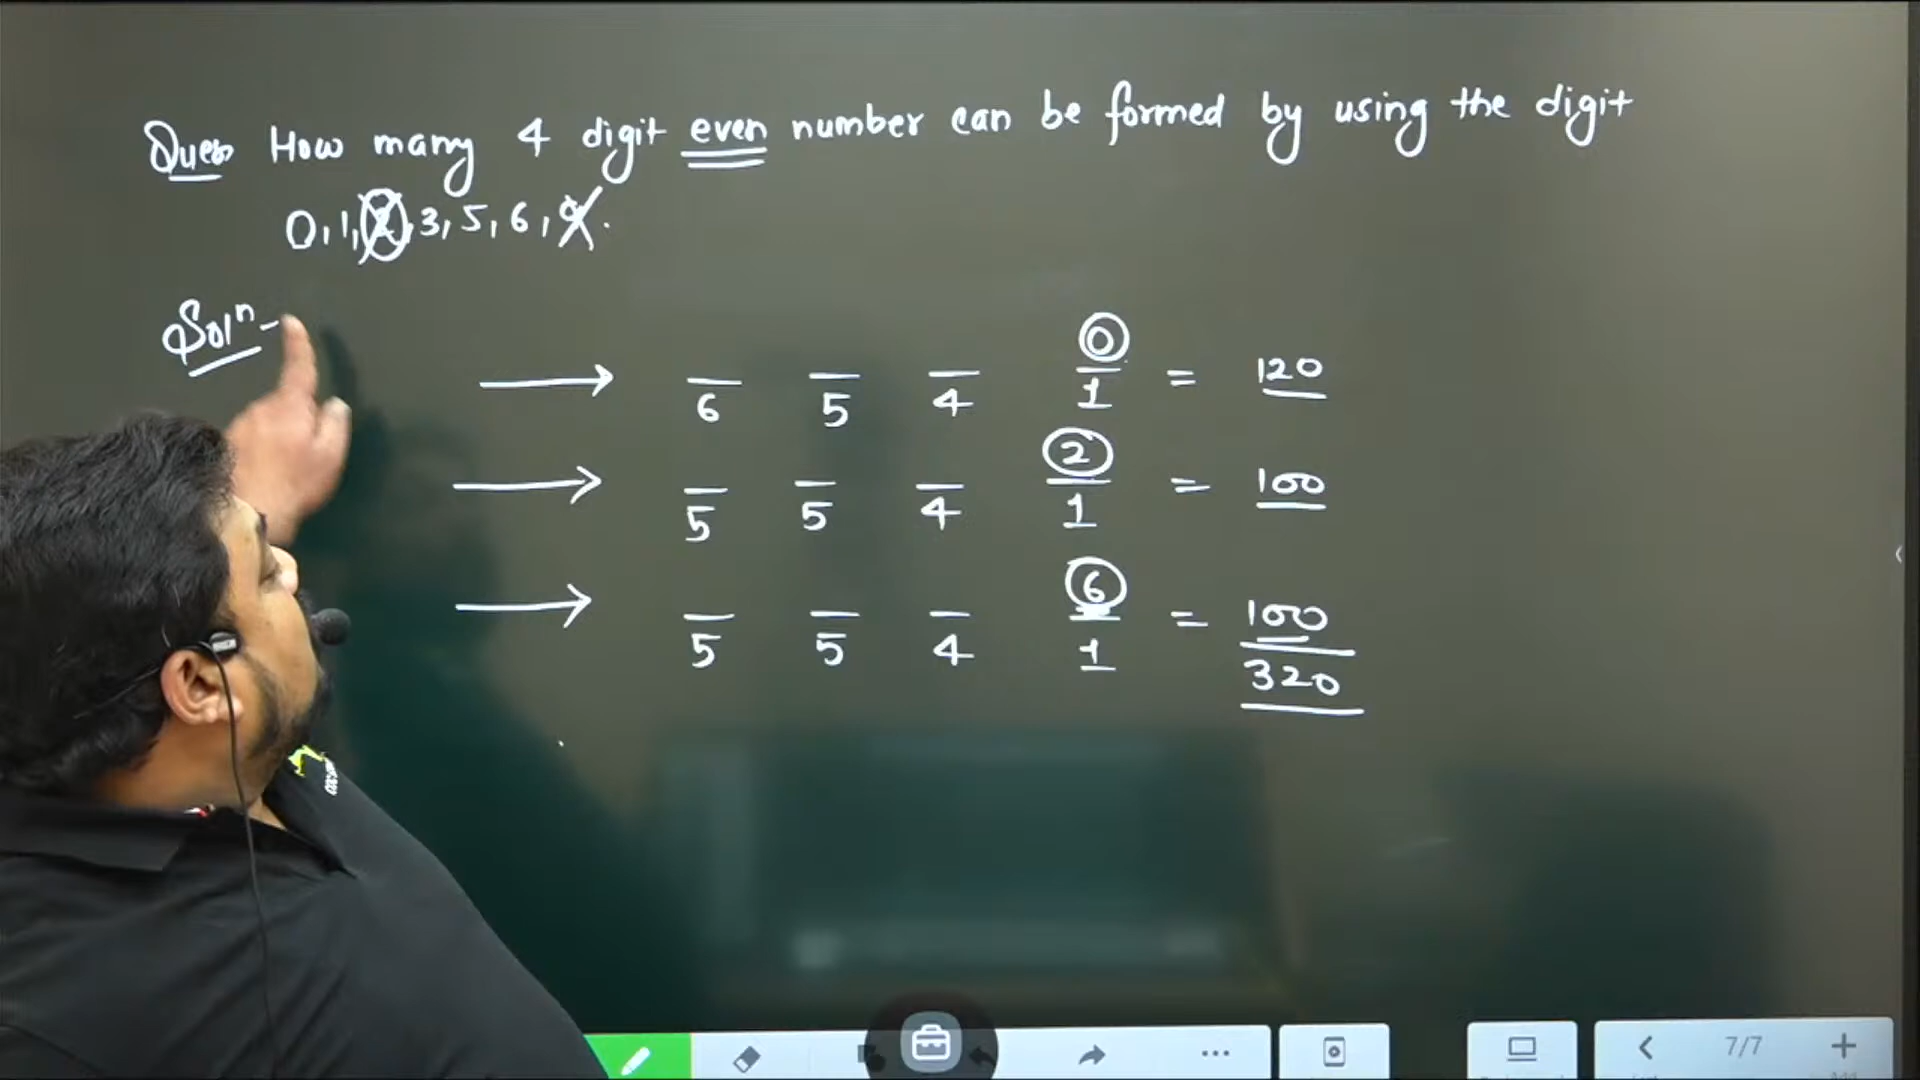 Ques How many 4 digit even number can be formed by using the digit
0, 1, 2, 3, 5, 6, 9.
Solⁿ-
0
6 5 4 1 = 120
2
5 5 4 1 = 100
6
5 5 4 1 = 100
320
7/7